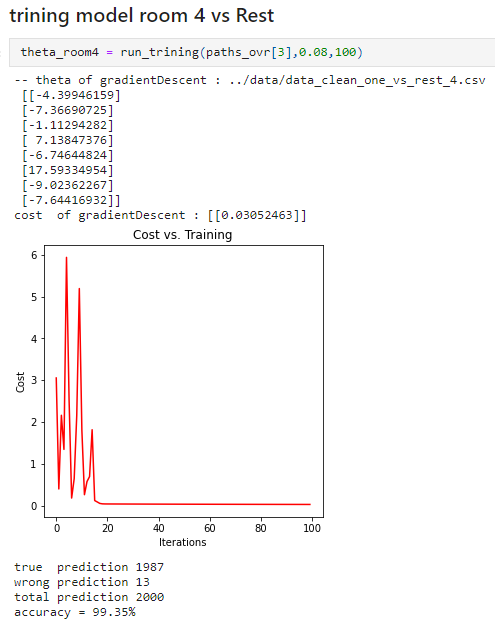 trining model room 4 vs Rest
theta_room4 = run_trining(paths_ovr[3],0.08,100)
-- theta of gradientDescent : ../data/data_clean_one_vs_rest_4.csv
[[-4.39946159]
[-7.36690725]
[-1.11294282]
[ 7.13847376]
[-6.74644824]
[17.59334954]
[-9.02362267]
[-7.64416932]]
cost  of gradientDescent : [[0.03052463]]
Cost vs. Training
6
5
4
3
2
1
0
Cost
0 20 40 60 80 100
Iterations
true  prediction 1987
wrong prediction 13
total prediction 2000
accuracy = 99.35%